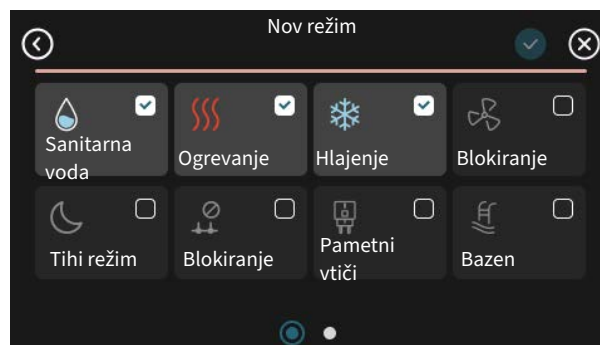 Nov režim
Sanitarna
voda
Ogrevanje
Hlajenje
Blokiranje
Tihi režim
Blokiranje
Pametni
vtiči
Bazen